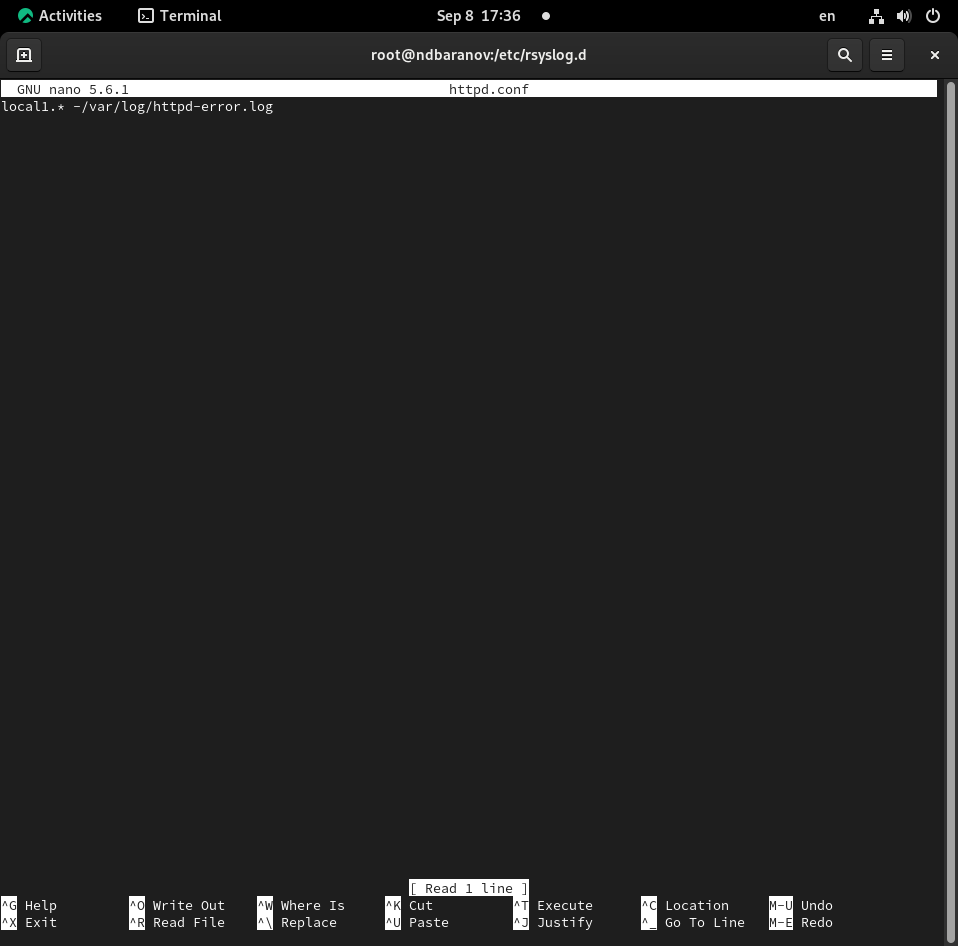 Activities Terminal Sep 8 17:36 en
root@ndbaranov:/etc/rsyslog.d
GNU nano 5.6.1 httpd.conf
local1.* -/var/log/httpd-error.log
[ Read 1 line ]
^G Help ^O Write Out ^W Where Is ^K Cut ^T Execute ^C Location M-U Undo
^X Exit ^R Read File ^\ Replace ^U Paste ^J Justify ^_ Go To Line M-E Redo